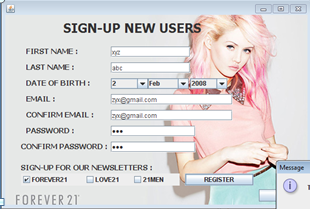 SIGN-UP NEW USERS
FIRST NAME : xyz
LAST NAME : abc
DATE OF BIRTH : 2 Feb 2008
EMAIL : zyx@gmail.com
CONFIRM EMAIL : zyx@gmail.com
PASSWORD : •••
CONFIRM PASSWORD : •••
SIGN-UP FOR OUR NEWSLETTERS :
FOREVER21 LOVE21 21MEN REGISTER
Message
FOREVER 21